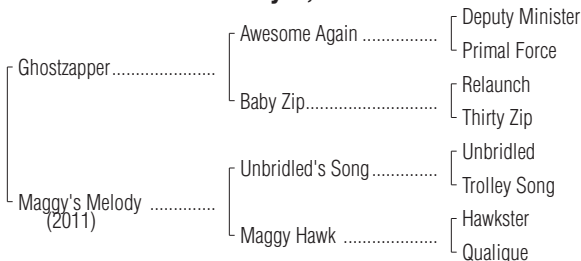 Deputy Minister
Awesome Again ................
Primal Force
Ghostzapper......................
Relaunch
Baby Zip............................
Thirty Zip
Unbridled
Unbridled's Song..............
Trolley Song
Maggy's Melody ..............
(2011)
Hawkster
Maggy Hawk ....................
Qualique